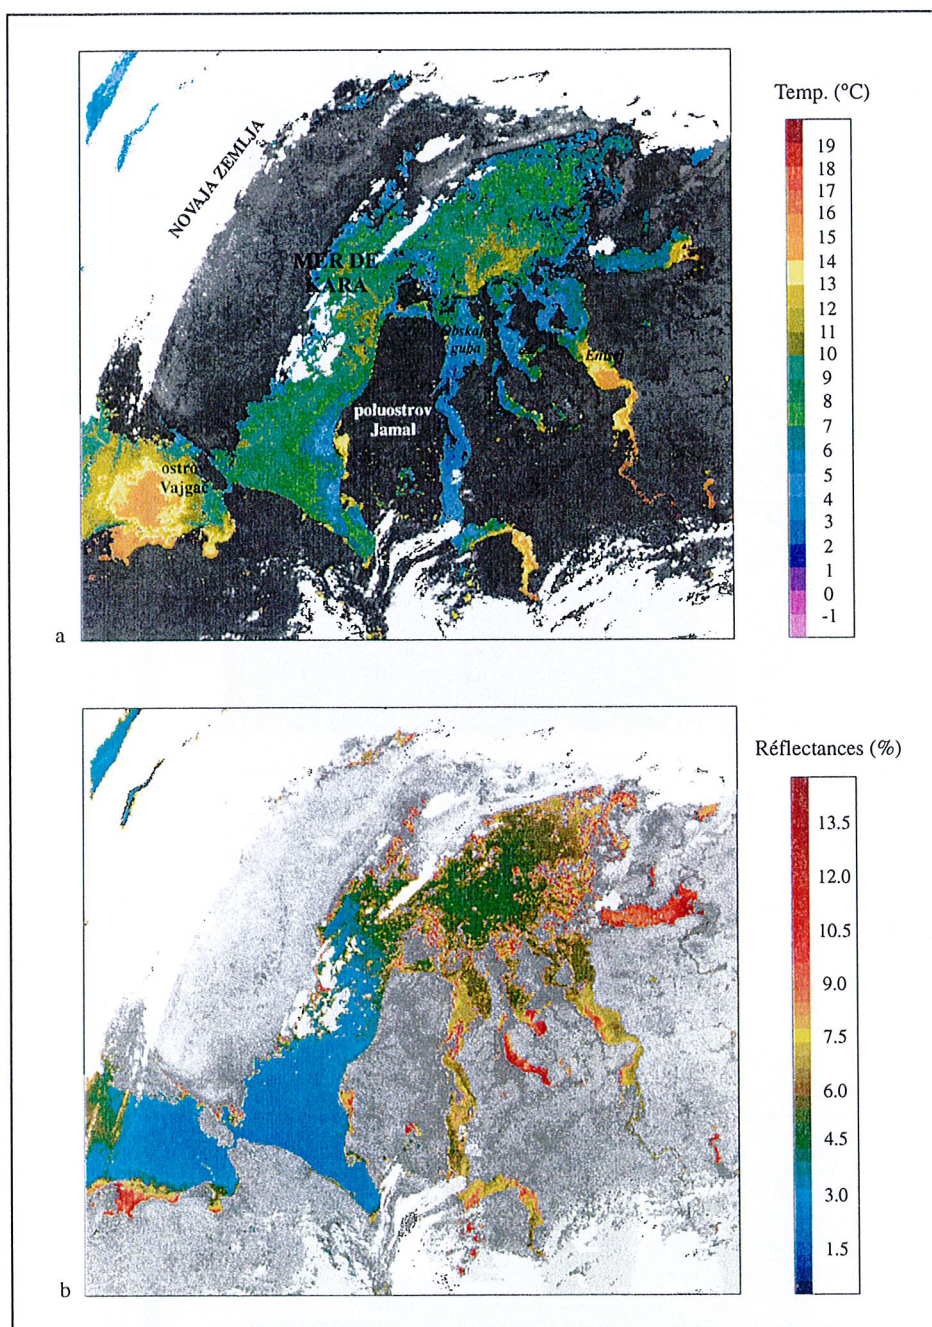 Temp. (°C)
19
18
17
16
15
14
13
12
11
10
9
8
7
6
5
4
3
2
1
0
-1
NOVAJA ZEMLJA
MER DE
KARA
Obskaja
guba
Enisej
poluostrov
Jamal
ostrov
Vajgač
a
Réflectances (%)
13.5
12.0
10.5
9.0
7.5
6.0
4.5
3.0
1.5
b